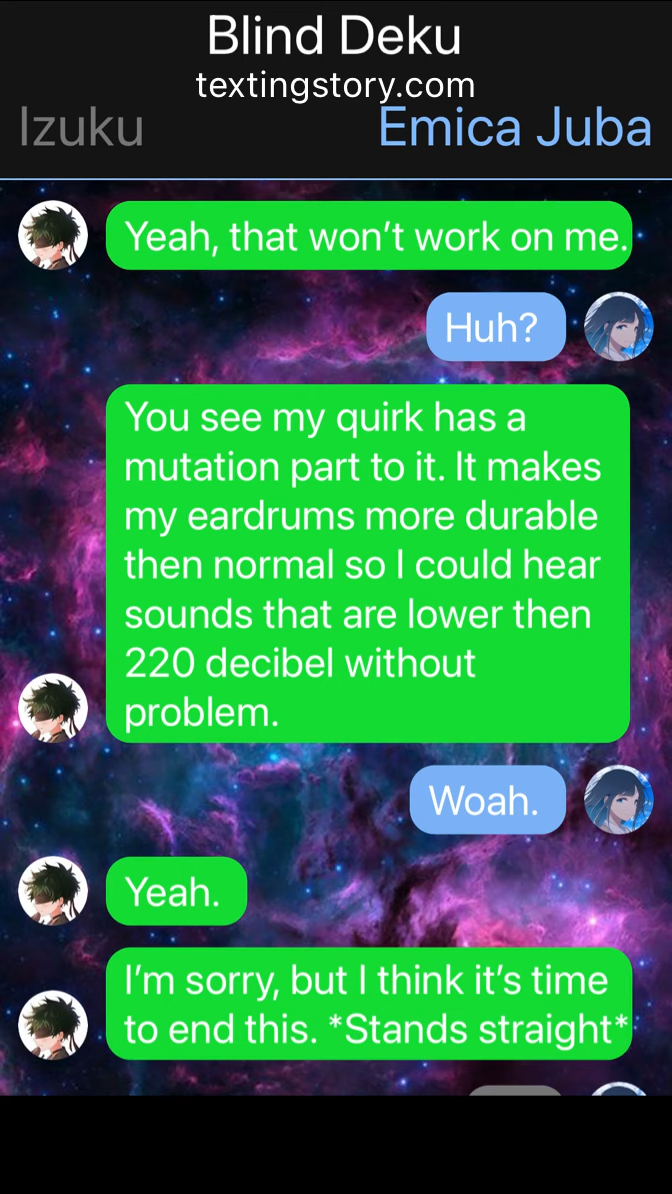 Blind Deku
textingstory.com
Izuku
Emica Juba
Yeah, that won’t work on me.
Huh?
You see my quirk has a
mutation part to it. It makes
my eardrums more durable
then normal so I could hear
sounds that are lower then
220 decibel without
problem.
Woah.
Yeah.
I’m sorry, but I think it’s time
to end this. *Stands straight*